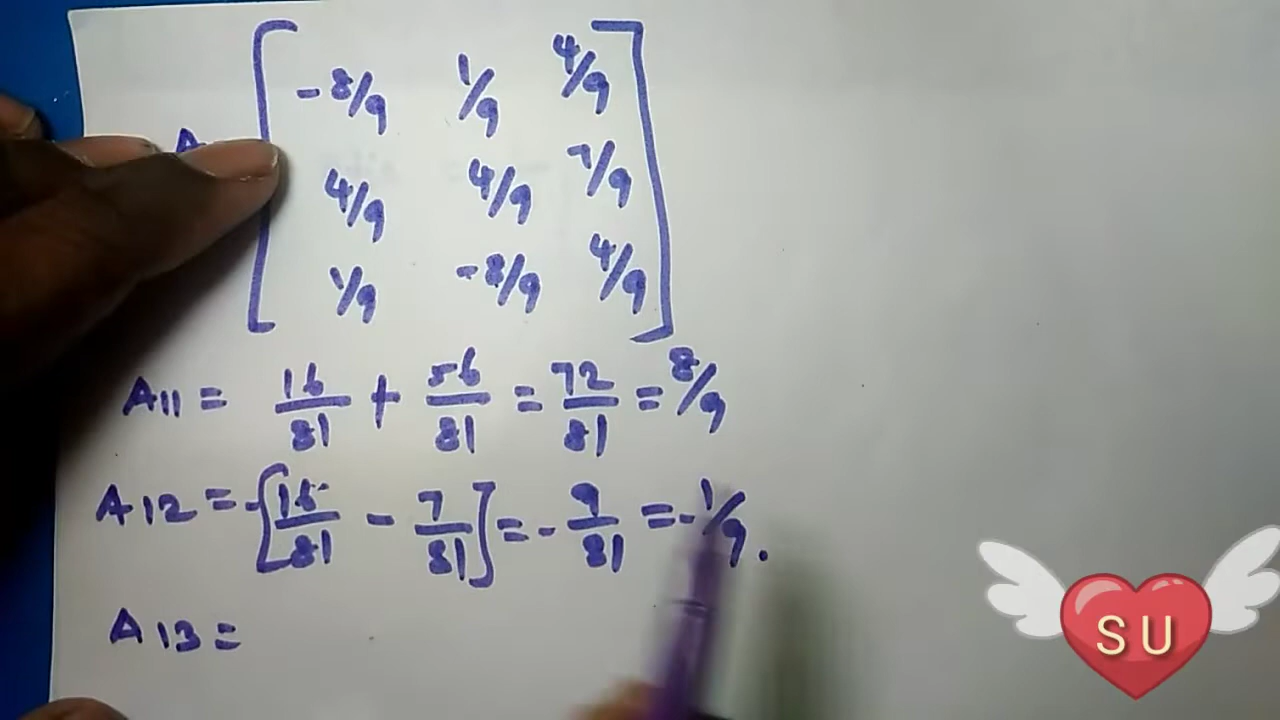 -8/9 1/9 4/9
A
4/9 4/9 7/9
1/9 -8/9 4/9
A11 = 16/81 + 56/81 = 72/81 = 8/9
A12 = -[16/81 - 7/81] = -9/81 = -1/9.
A13 =
SU